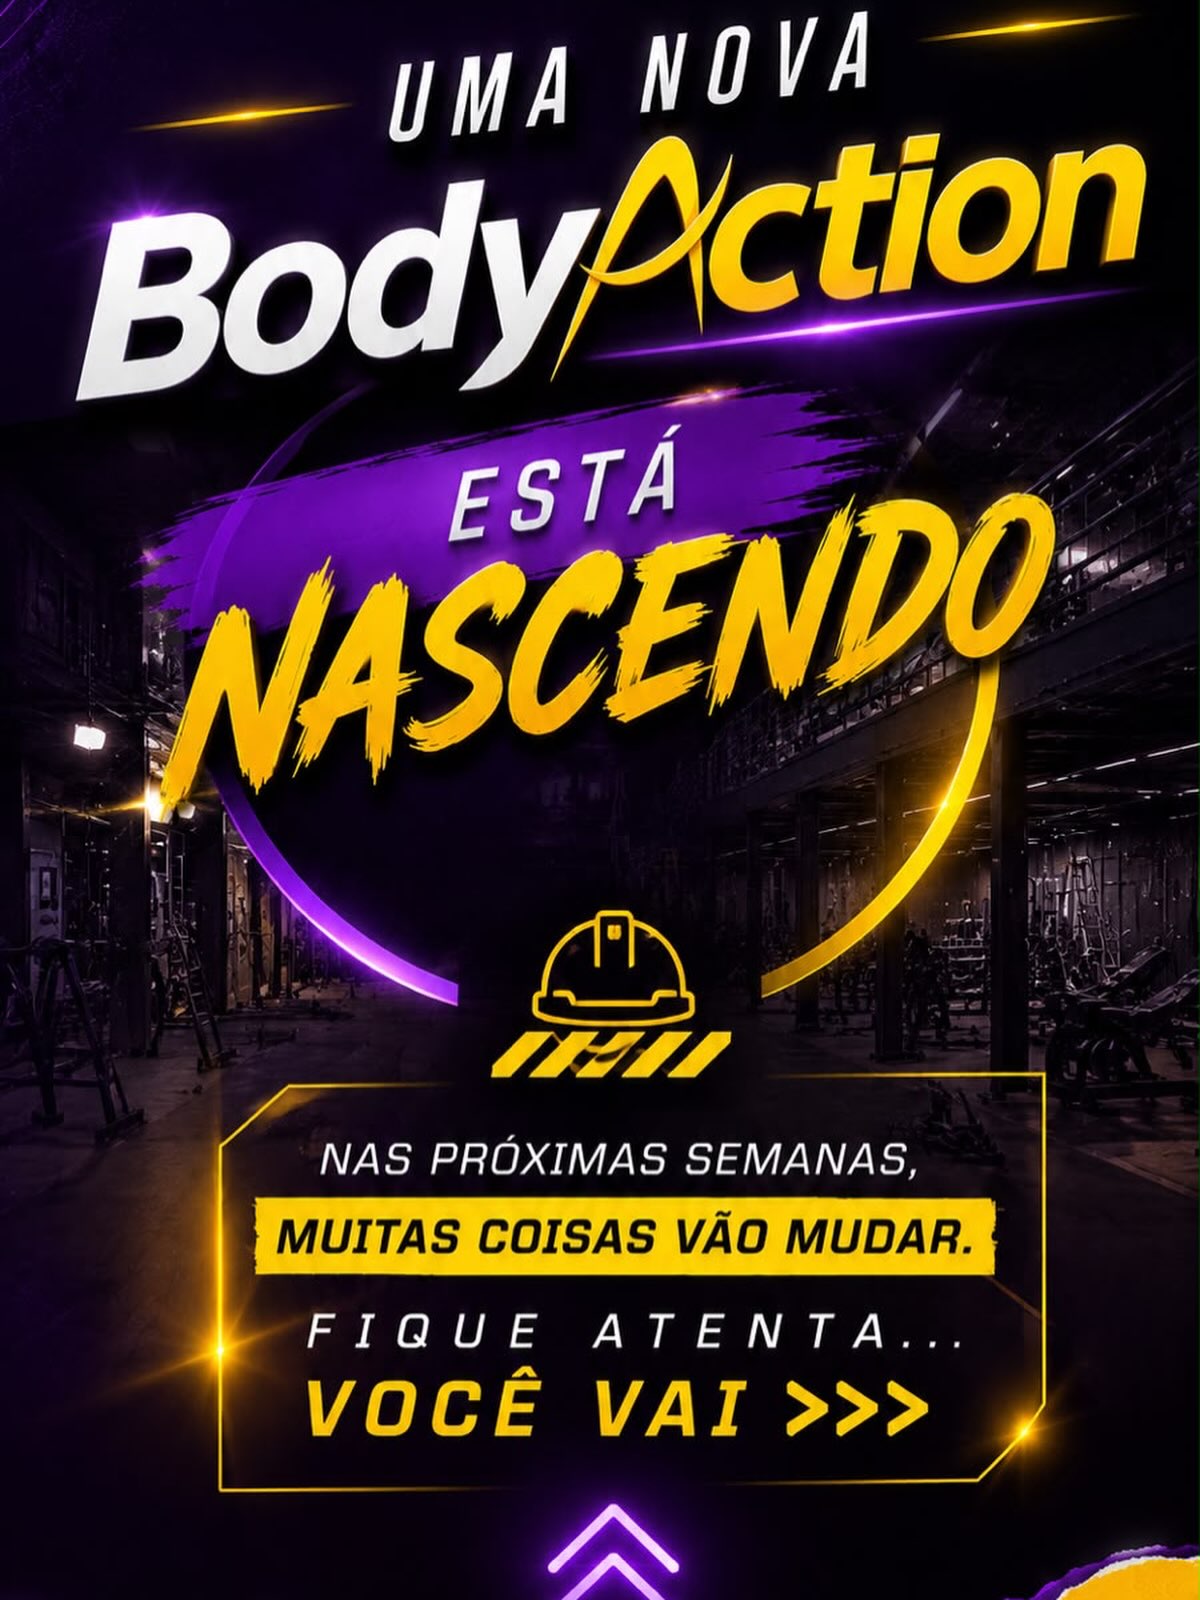 UMA NOVA
BodyAction
ESTÁ
NASCENDO
NAS PRÓXIMAS SEMANAS,
MUITAS COISAS VÃO MUDAR.
FIQUE ATENTA...
VOCÊ VAI >>>